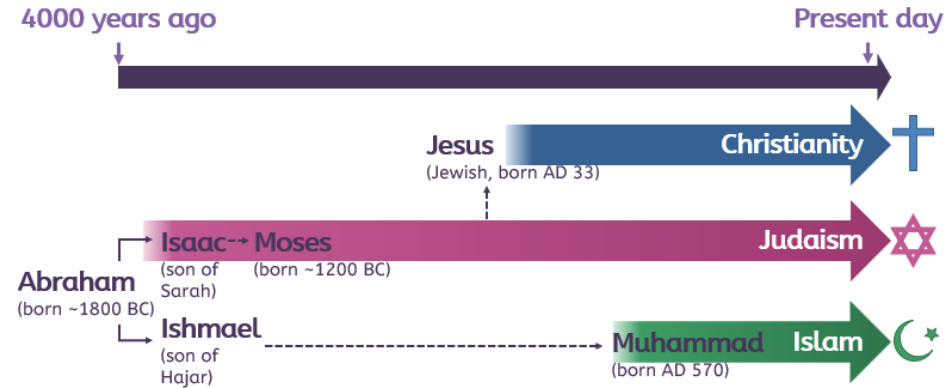 4000 years ago
Present day
Christianity
Jesus
(Jewish, born AD 33)
Isaac
Moses
Judaism
(son of
Sarah)
(born ~1200 BC)
Abraham
(born ~1800 BC)
Ishmael
(son of
Hajar)
Muhammad
Islam
(born AD 570)